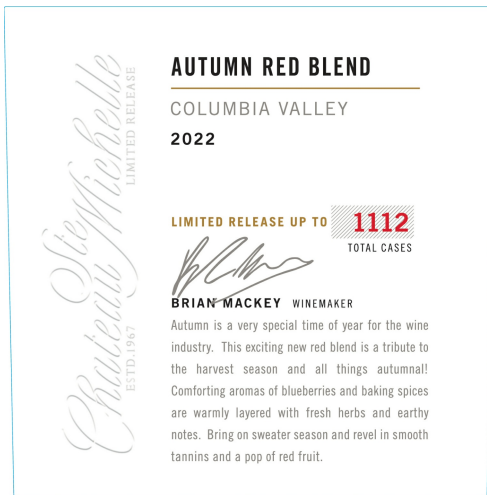 AUTUMN RED BLEND
COLUMBIA VALLEY
2022
Chateau Ste Michelle
LIMITED RELEASE
ESTD.1967
LIMITED RELEASE UP TO 1112
TOTAL CASES
BRIAN MACKEY WINEMAKER
Autumn is a very special time of year for the wine
industry. This exciting new red blend is a tribute to
the harvest season and all things autumnal!
Comforting aromas of blueberries and baking spices
are warmly layered with fresh herbs and earthy
notes. Bring on sweater season and revel in smooth
tannins and a pop of red fruit.